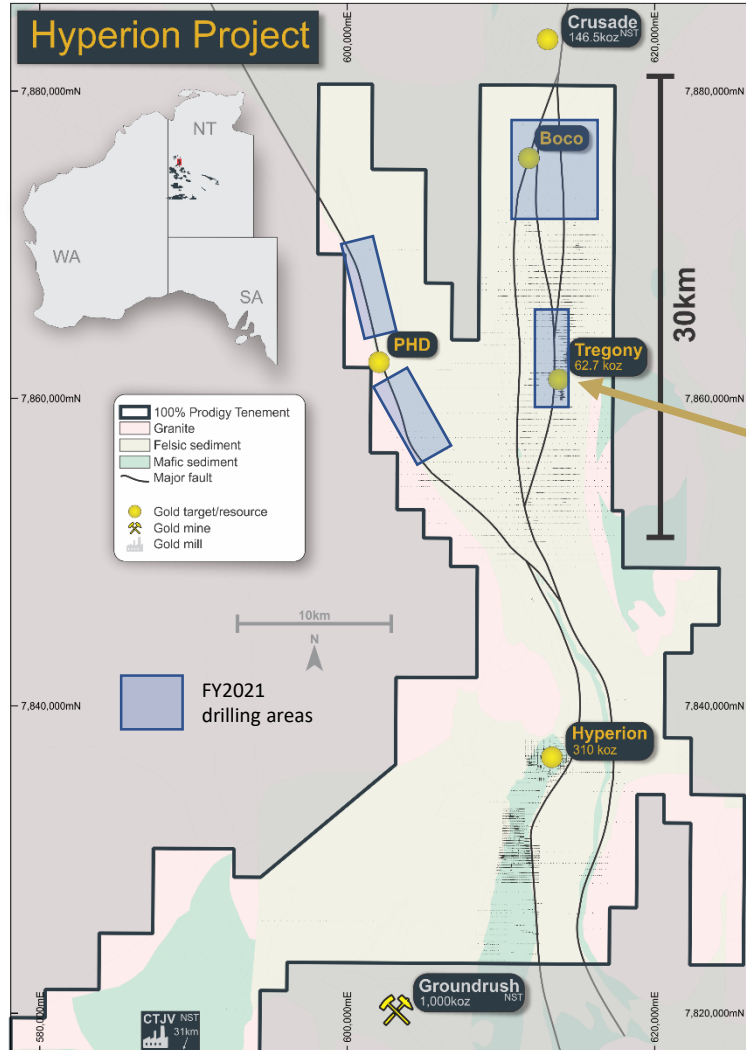 Hyperion Project
600,000mE
620,000mE
Crusade
146.5koz NST
7,880,000mN
7,880,000mN
NT
WA
SA
Boco
30km
PHD
Tregony
62.7 koz
7,860,000mN
7,860,000mN
100% Prodigy Tenement
Granite
Felsic sediment
Mafic sediment
Major fault
Gold target/resource
Gold mine
Gold mill
10km
N
FY2021
drilling areas
7,840,000mN
7,840,000mN
Hyperion
310 koz
Groundrush
1,000koz NST
CTJV NST
31km
7,820,000mN
580,000mE
600,000mE
620,000mE